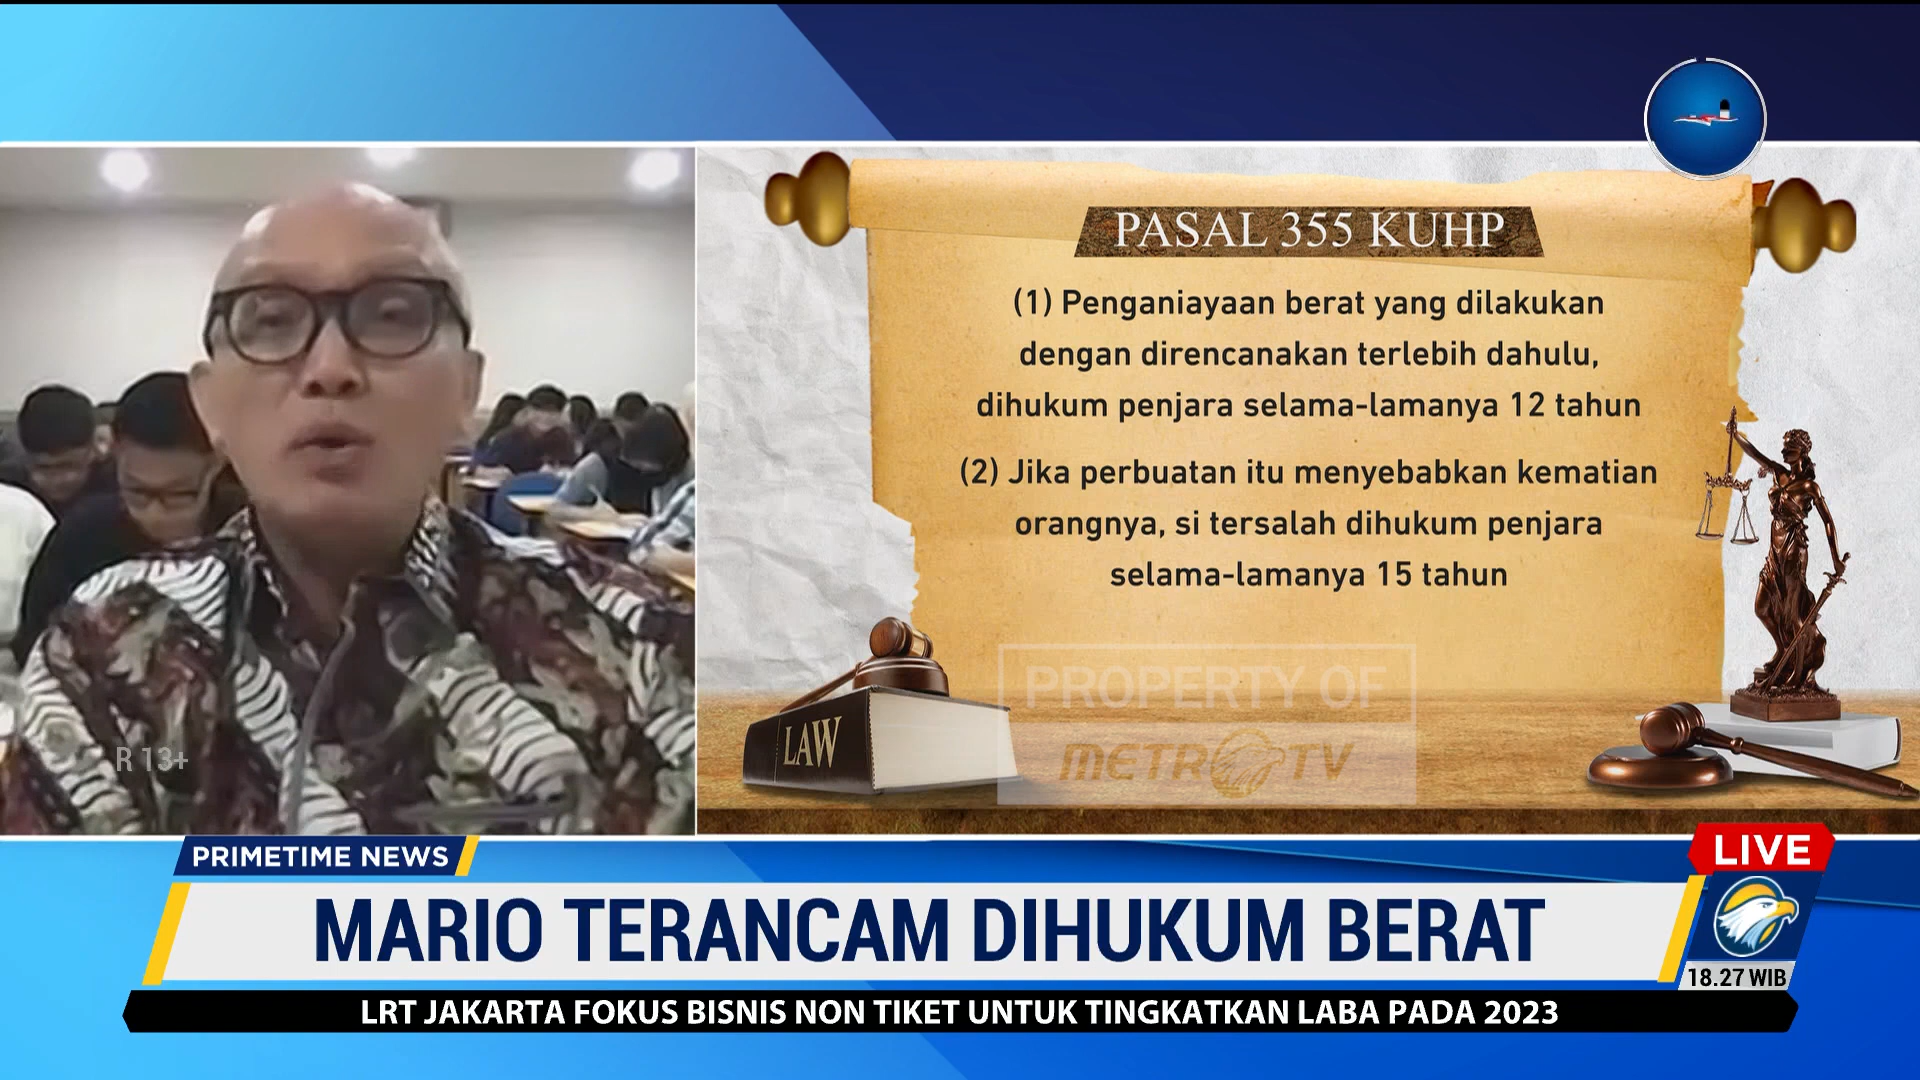 PASAL 355 KUHP
(1) Penganiayaan berat yang dilakukan
dengan direncanakan terlebih dahulu,
dihukum penjara selama-lamanya 12 tahun
(2) Jika perbuatan itu menyebabkan kematian
orangnya, si tersalah dihukum penjara
selama-lamanya 15 tahun
PROPERTY OF
METRO TV
LAW
R 13+
PRIMETIME NEWS
LIVE
MARIO TERANCAM DIHUKUM BERAT
18.27 WIB
LRT JAKARTA FOKUS BISNIS NON TIKET UNTUK TINGKATKAN LABA PADA 2023